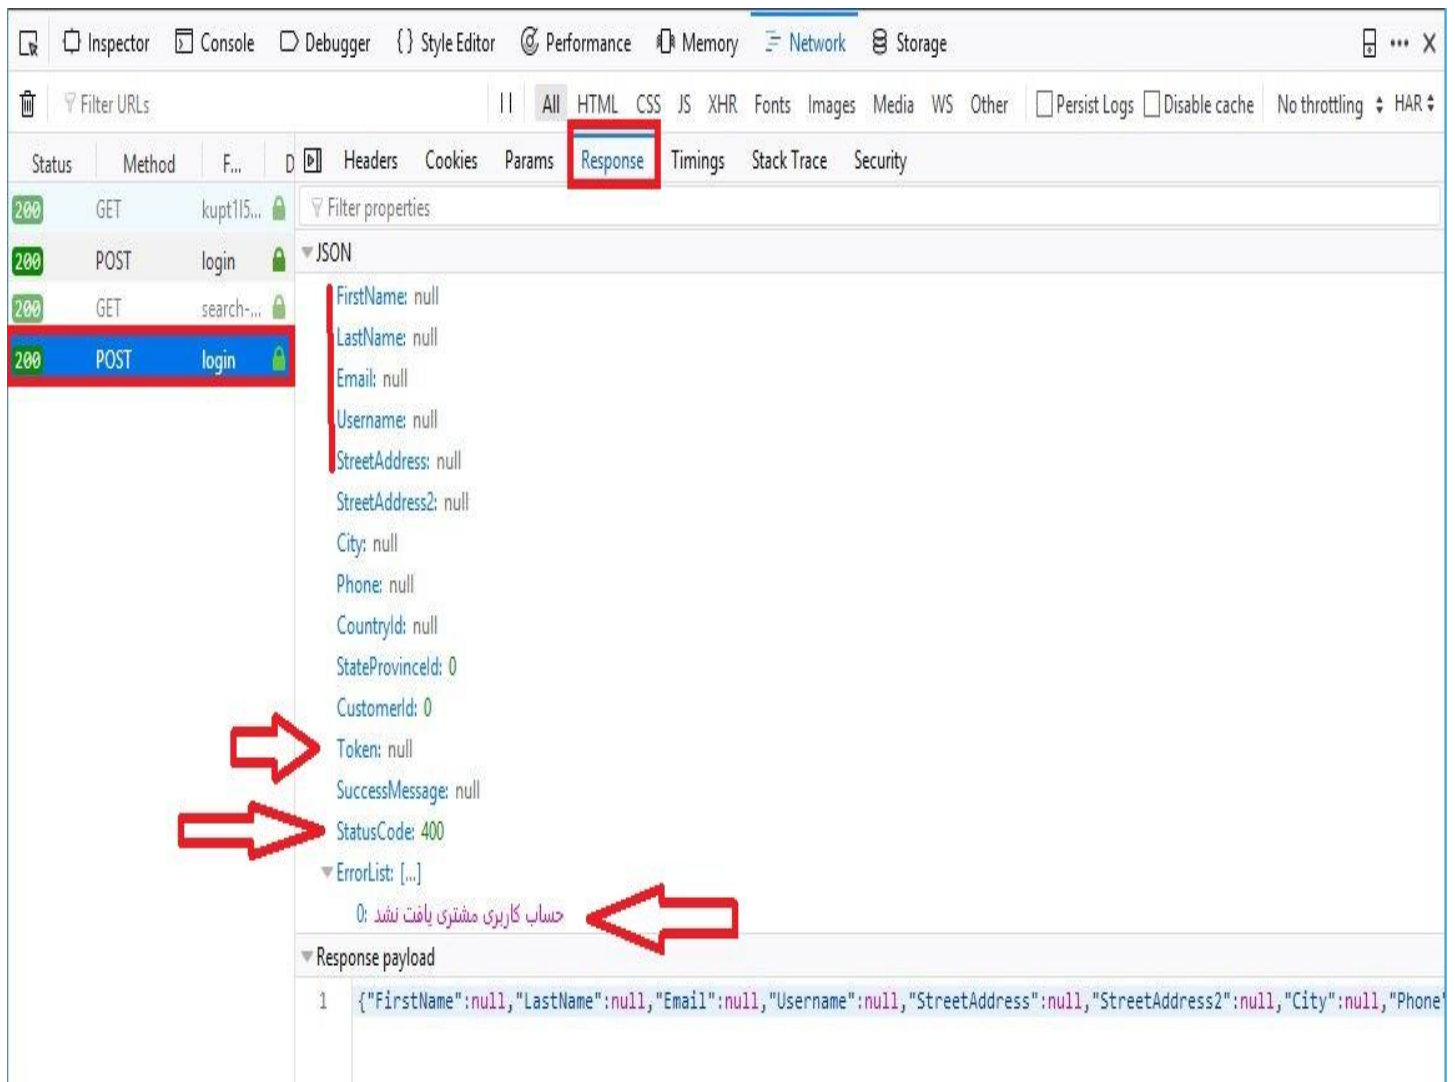 Inspector Console Debugger {} Style Editor Performance Memory Network Storage
Filter URLs All HTML CSS JS XHR Fonts Images Media WS Other Persist Logs Disable cache No throttling HAR
Status Method F... D Headers Cookies Params Response Timings Stack Trace Security
200 GET kupt1l5...
Filter properties
200 POST login
JSON
200 GET search-...
200 POST login
FirstName: null
LastName: null
Email: null
Username: null
StreetAddress: null
StreetAddress2: null
City: null
Phone: null
CountryId: null
StateProvinceId: 0
CustomerId: 0
Token: null
SuccessMessage: null
StatusCode: 400
ErrorList: [...]
0: حساب کاربری مشتری یافت نشد
Response payload
1 {"FirstName":null,"LastName":null,"Email":null,"Username":null,"StreetAddress":null,"StreetAddress2":null,"City":null,"Phone"